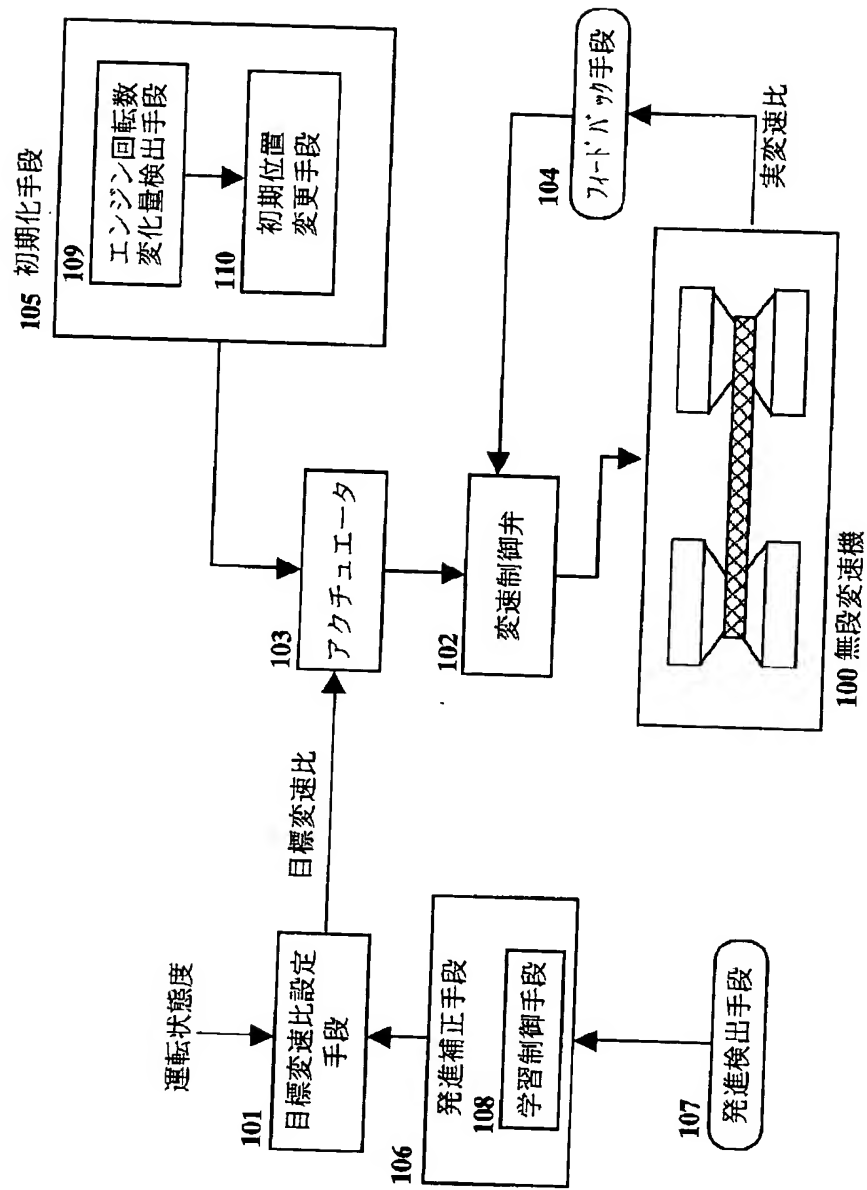 運転状態度
101
目標変速比設定
手段
目標変速比
106
発進補正手段
108
学習制御手段
107
発進検出手段
103
アクチュエータ
102
変速制御弁
105 初期化手段
109
エンジン回転数
変化量検出手段
110
初期位置
変更手段
104
フィードバック手段
実変速比
100 無段変速機